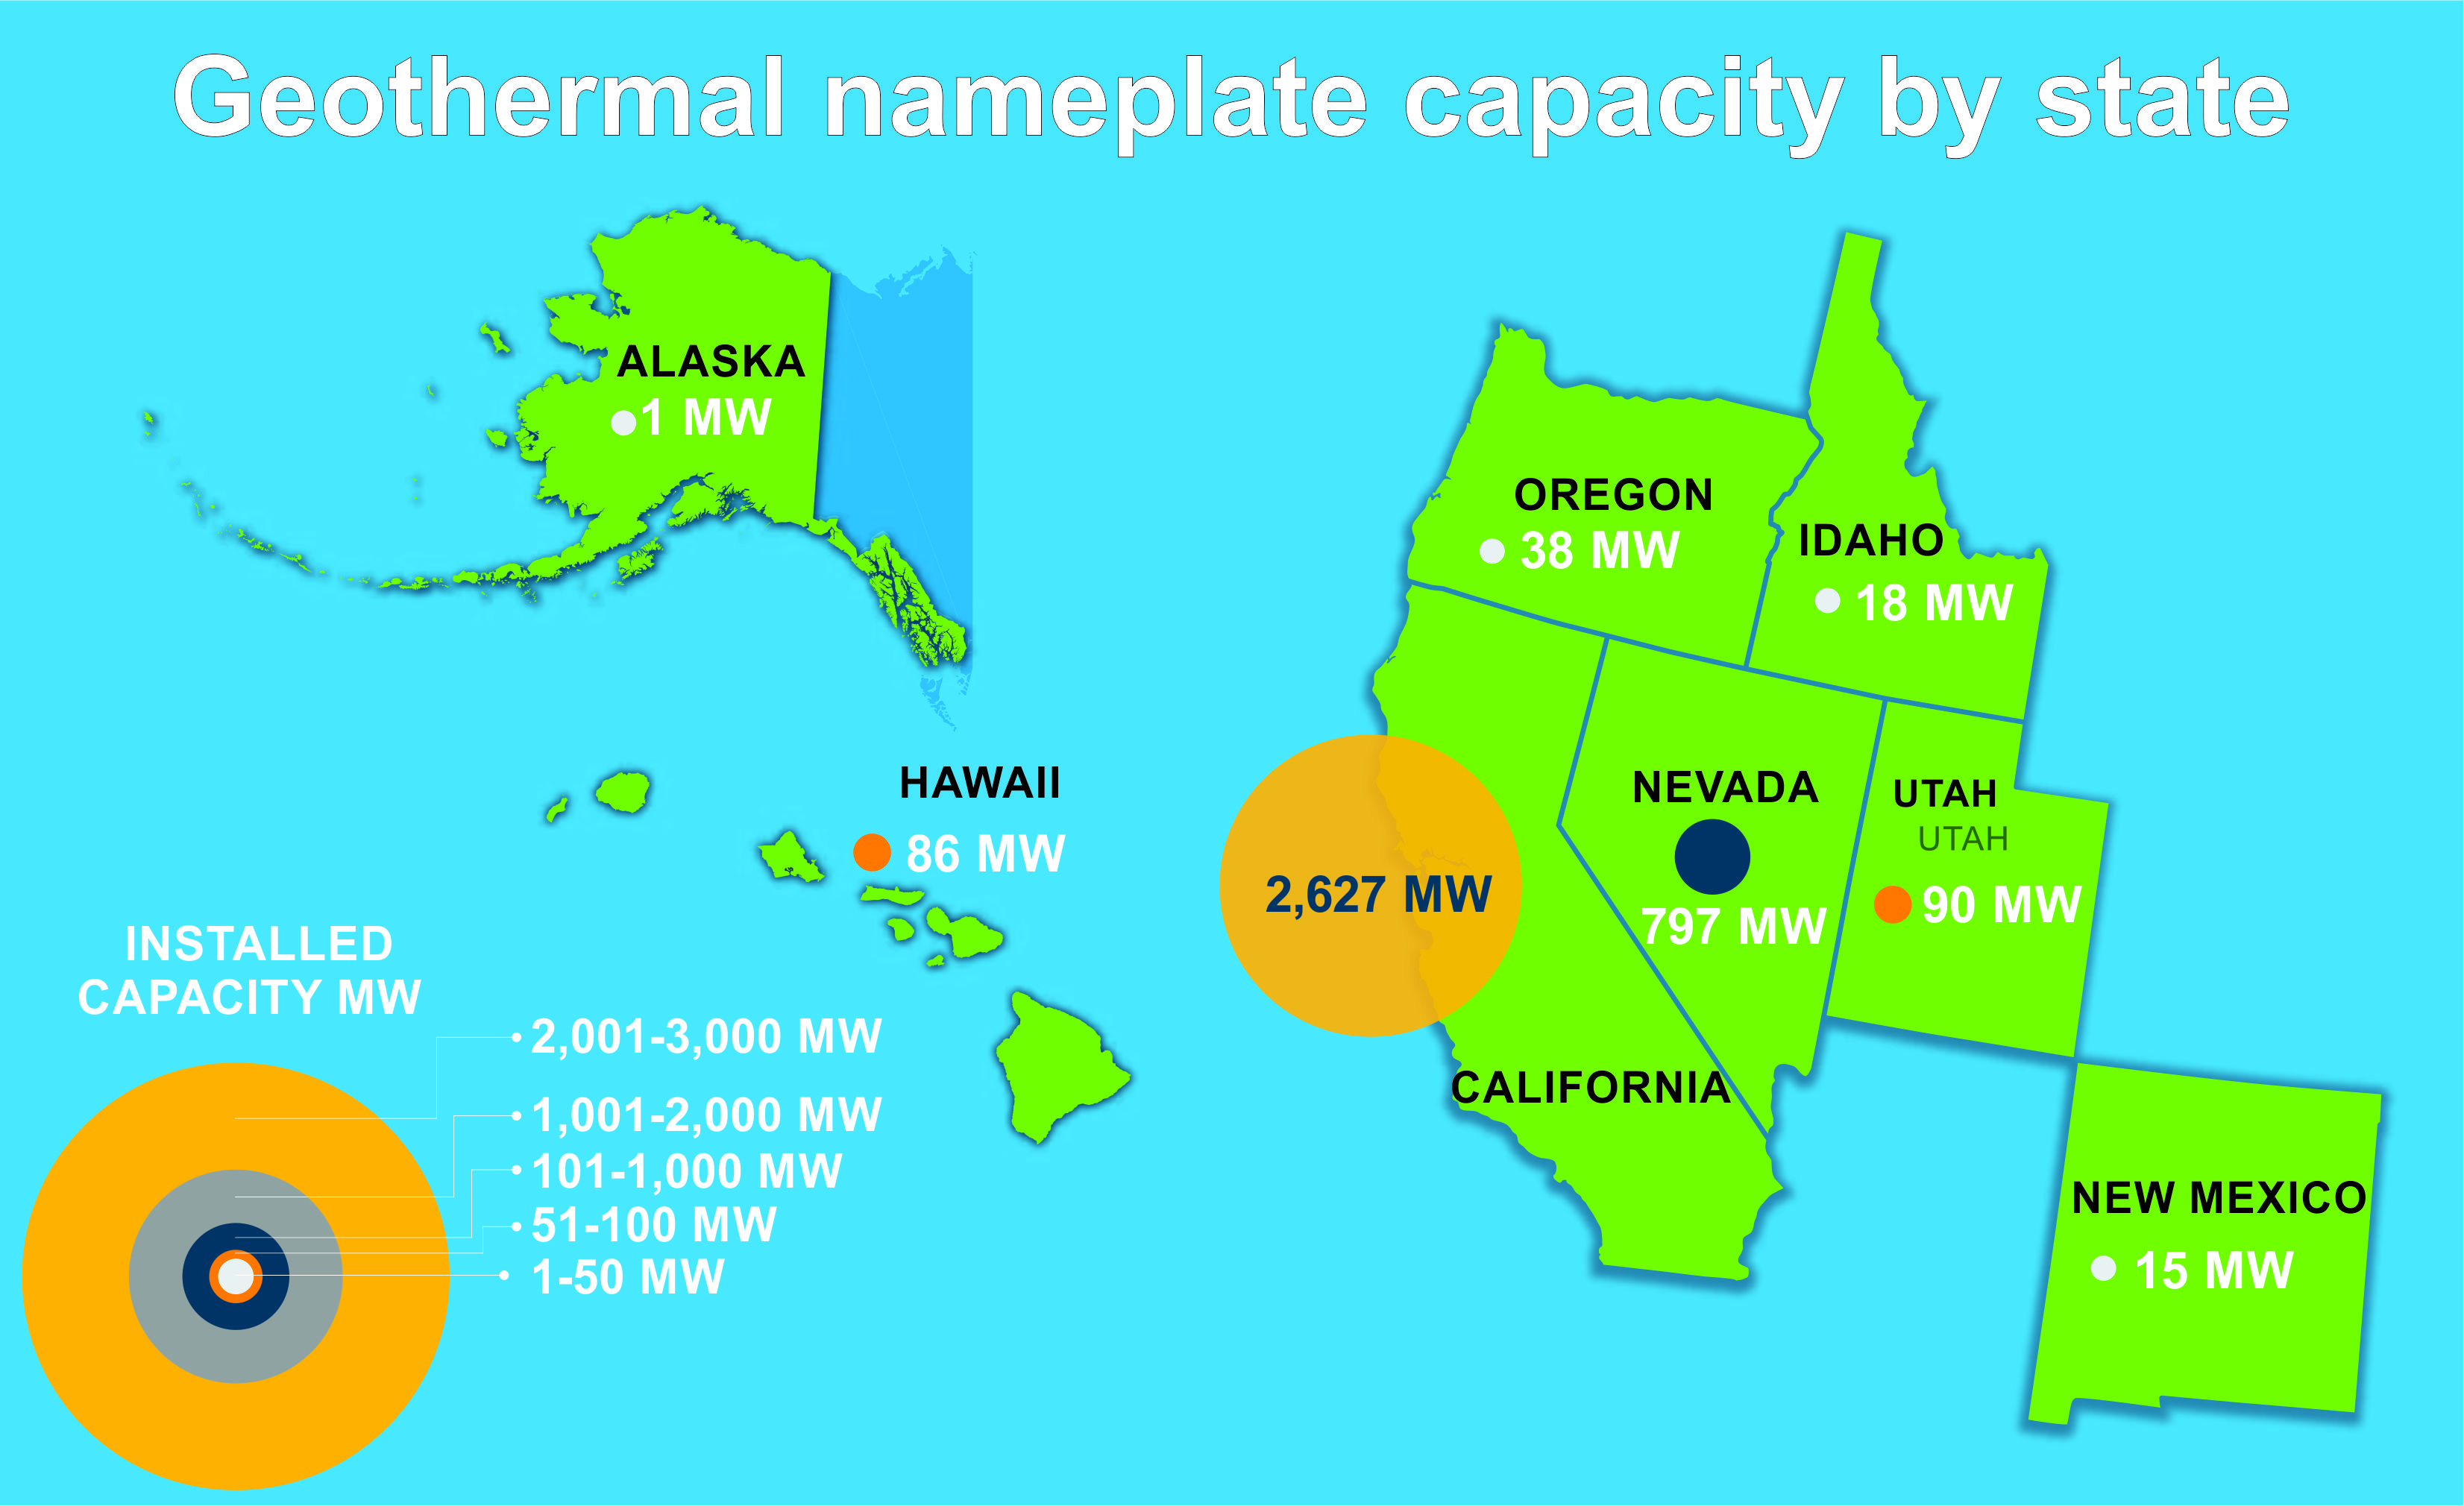 Geothermal nameplate capacity by state
ALASKA
1 MW
OREGON
38 MW
IDAHO
18 MW
HAWAII
86 MW
NEVADA
797 MW
UTAH
UTAH
90 MW
2,627 MW
CALIFORNIA
NEW MEXICO
15 MW
INSTALLED
CAPACITY MW
2,001-3,000 MW
1,001-2,000 MW
101-1,000 MW
51-100 MW
1-50 MW